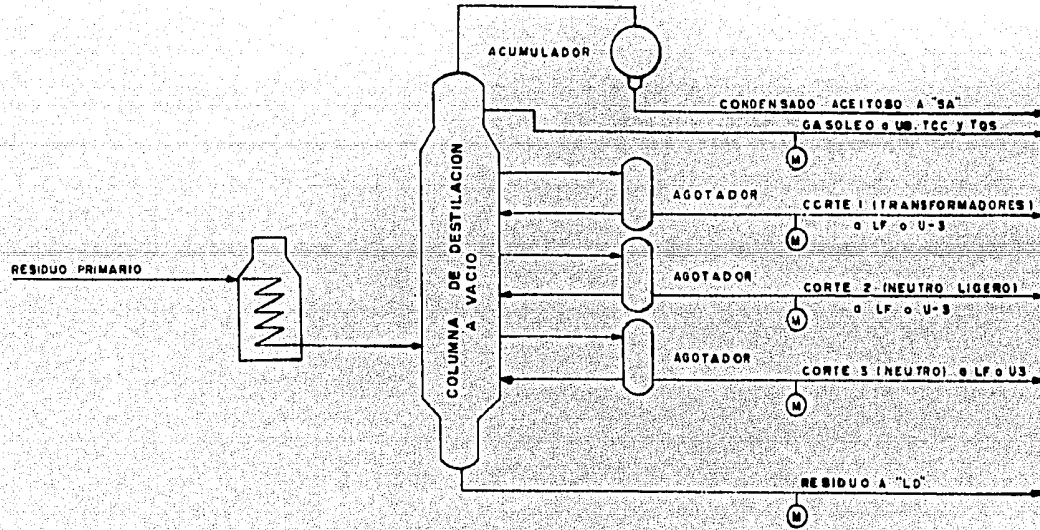 ACUMULADOR
CONDENSADO ACEITOSO A "SA"
GASOLEO a U8, TCC y TQS
M
AGOTADOR
CORTE 1 (TRANSFORMADORES)
a LF o U-3
M
COLUMNA DE DESTILACION
A VACIO
RESIDUO PRIMARIO
AGOTADOR
CORTE 2 (NEUTRO LIGERO)
a LF o U-3
M
AGOTADOR
CORTE 3 (NEUTRO) a LF o U3
M
RESIDUO A "LD"
M